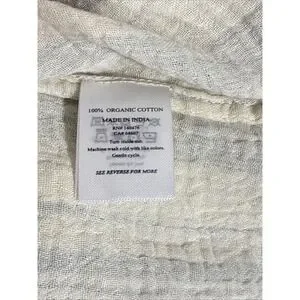 100% ORGANIC COTTON
MADE IN INDIA
Turn inside out.
Machine wash cold with like colors.
Gentle cycle.
SEE REVERSE FOR MORE